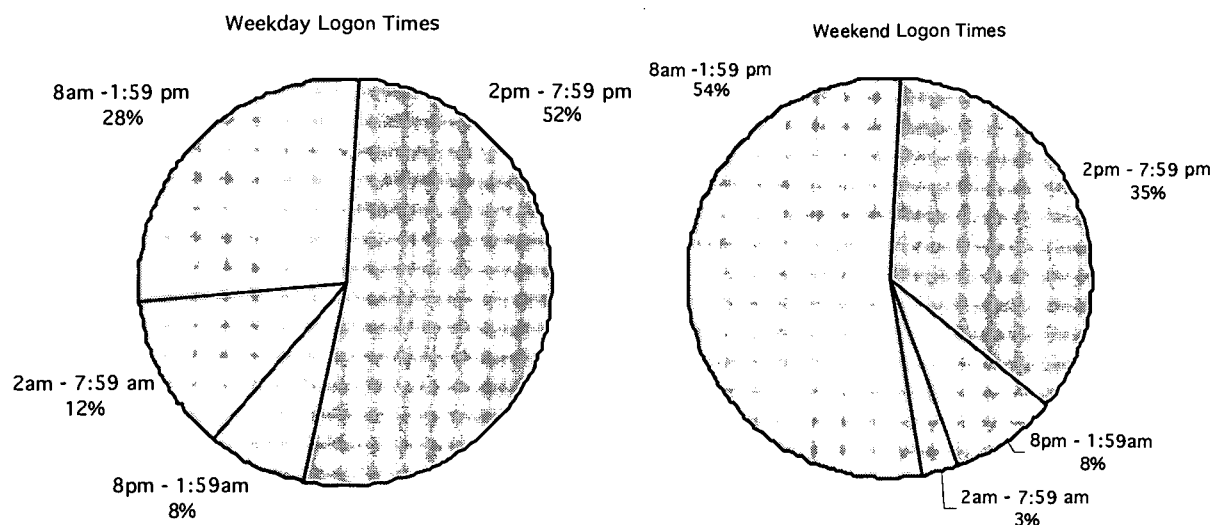 Weekday Logon Times
8am -1:59 pm
28%
2pm - 7:59 pm
52%
2am - 7:59 am
12%
8pm - 1:59am
8%
Weekend Logon Times
8am -1:59 pm
54%
2pm - 7:59 pm
35%
8pm - 1:59am
8%
2am - 7:59 am
3%